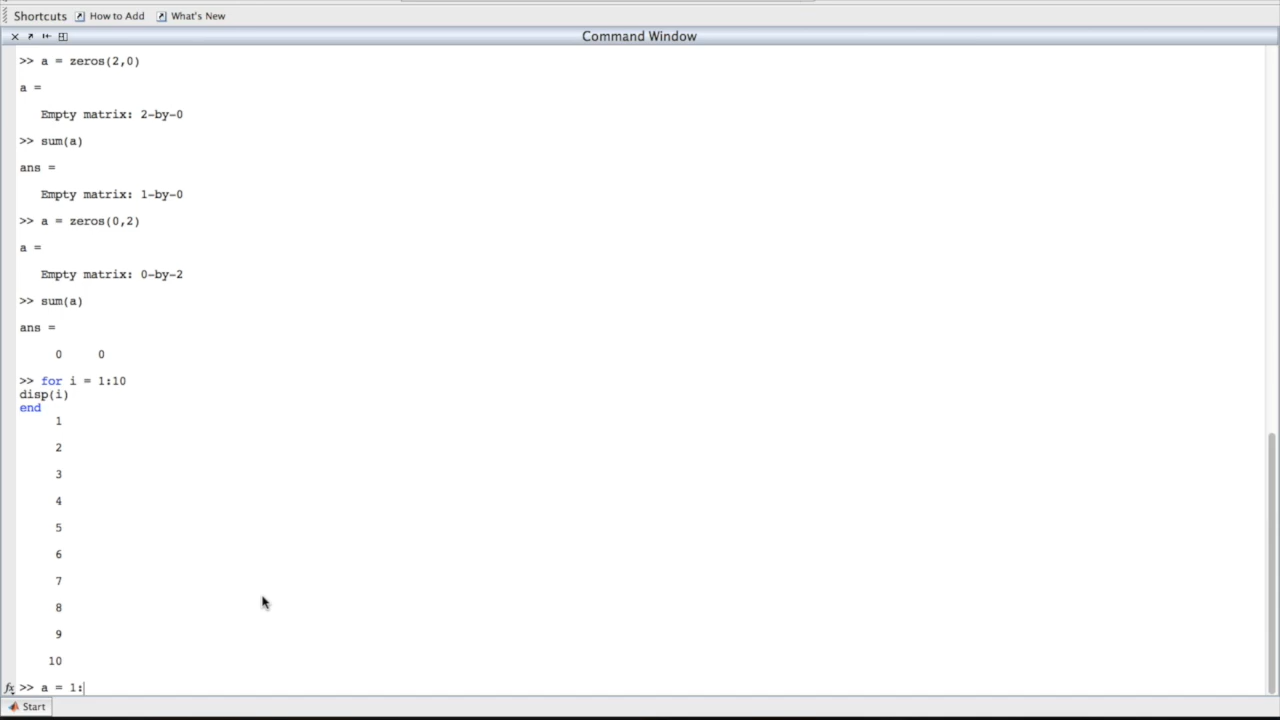 Shortcuts How to Add What's New
Command Window
>> a = zeros(2,0)
a =
Empty matrix: 2-by-0
>> sum(a)
ans =
Empty matrix: 1-by-0
>> a = zeros(0,2)
a =
Empty matrix: 0-by-2
>> sum(a)
ans =
0 0
>> for i = 1:10
disp(i)
end
1
2
3
4
5
6
7
8
9
10
fx >> a = 1:
Start